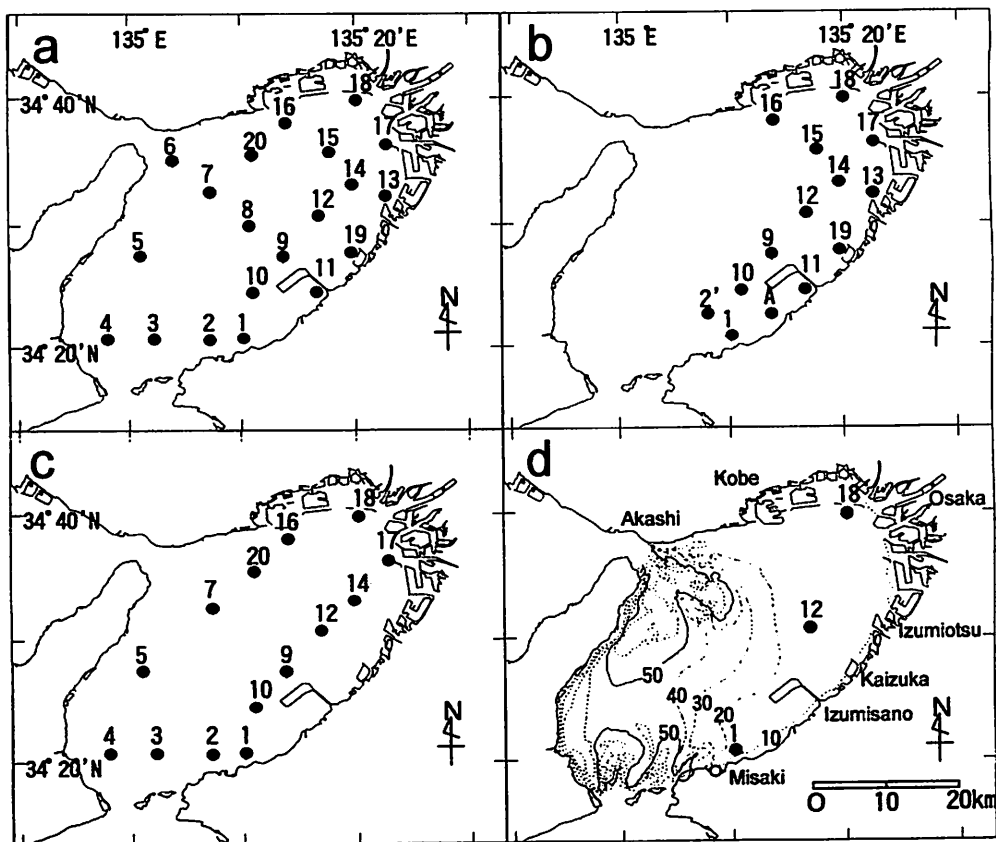 a
135°E
135°20'E
34°40'N
18
16
17
20
15
6
7
14
13
12
8
5
9
19
10
11
N
4
3
2
1
34°20'N
b
135°E
135°20'E
18
16
17
15
14
13
12
9
19
10
11
2'
A
1
N
c
34°40'N
18
16
17
20
7
14
12
5
9
10
N
4
3
2
1
34°20'N
d
Kobe
18
Osaka
Akashi
12
Izumiotsu
50
Kaizuka
40
30
Izumisano
20
N
50
1
10
Misaki
0
10
20km